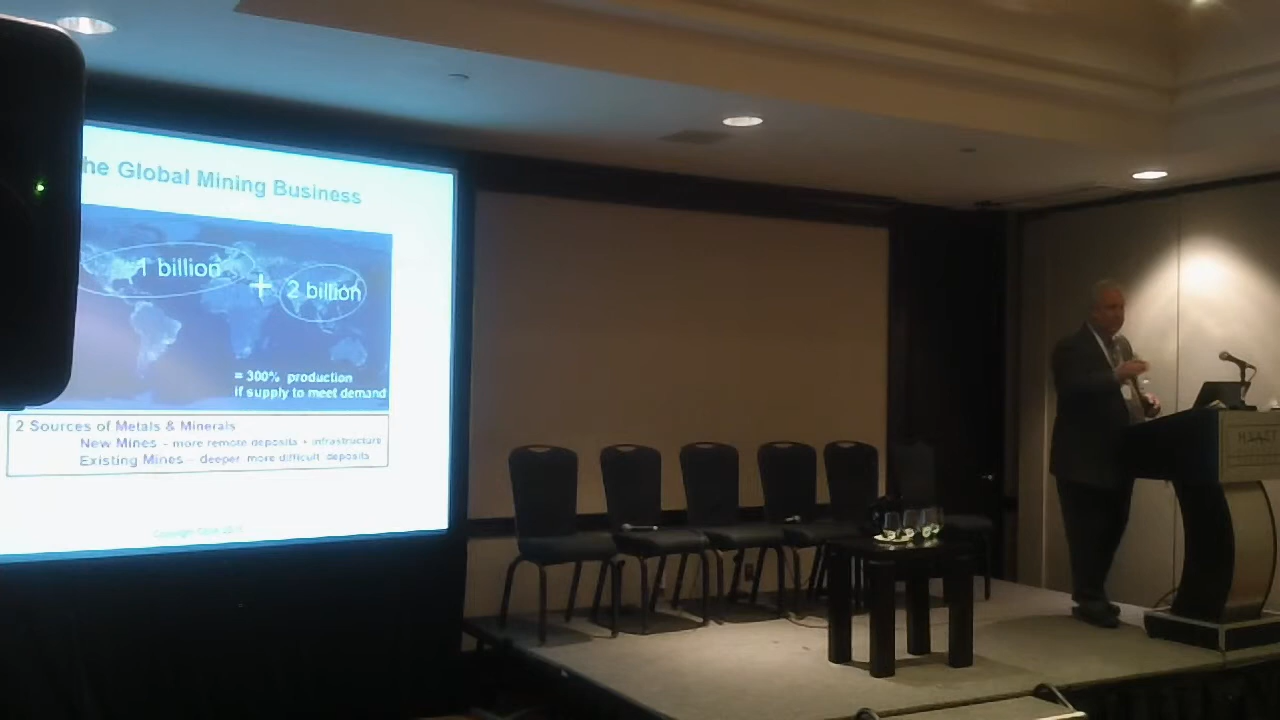 he Global Mining Business
1 billion
+
2 billion
= 300% production
if supply to meet demand
2 Sources of Metals & Minerals
New Mines - more remote deposits + infrastructure
Existing Mines - deeper, more difficult deposits
HYATT